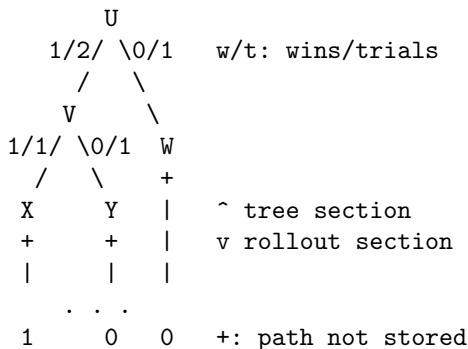 U
1/2/ \0/1 w/t: wins/trials
/ \
V \
1/1/ \0/1 W
/ \ +
X Y | ^ tree section
+ + | v rollout section
| | |
. . .
1 0 0 +: path not stored